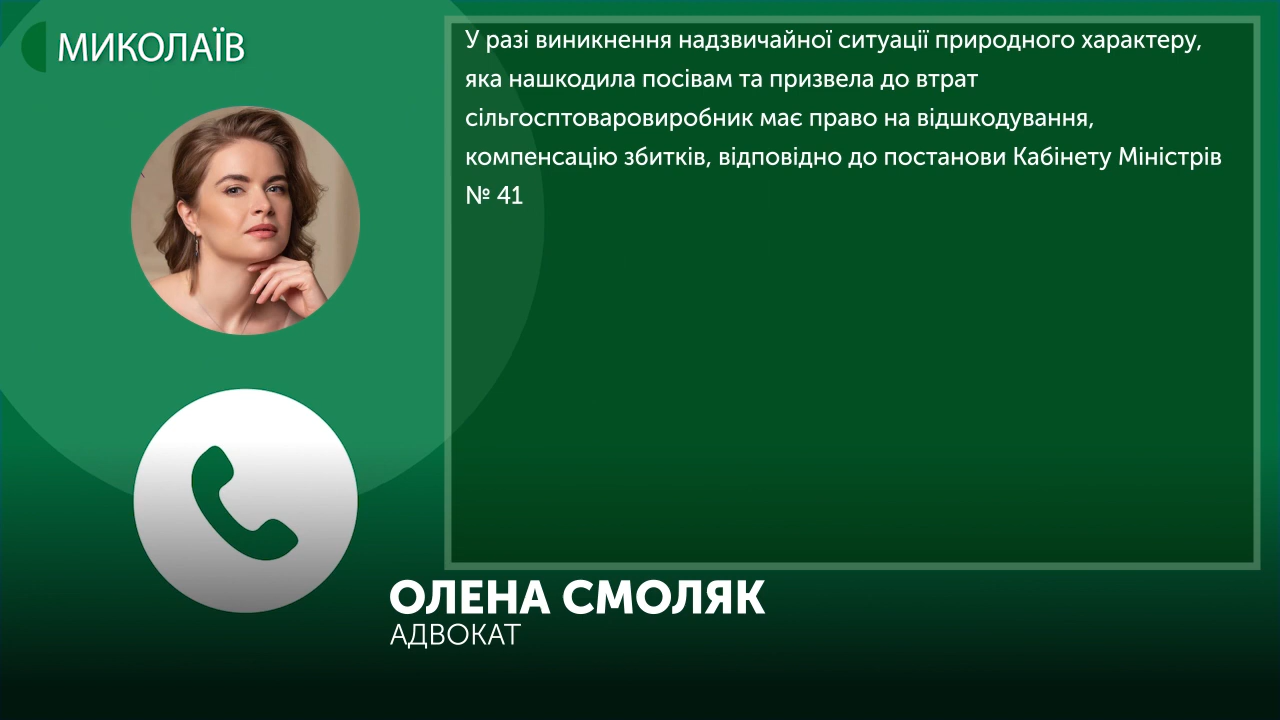 МИКОЛАЇВ
У разі виникнення надзвичайної ситуації природного характеру,
яка нашкодила посівам та призвела до втрат
сільгосптоваровиробник має право на відшкодування,
компенсацію збитків, відповідно до постанови Кабінету Міністрів
№ 41
ОЛЕНА СМОЛЯК
АДВОКАТ